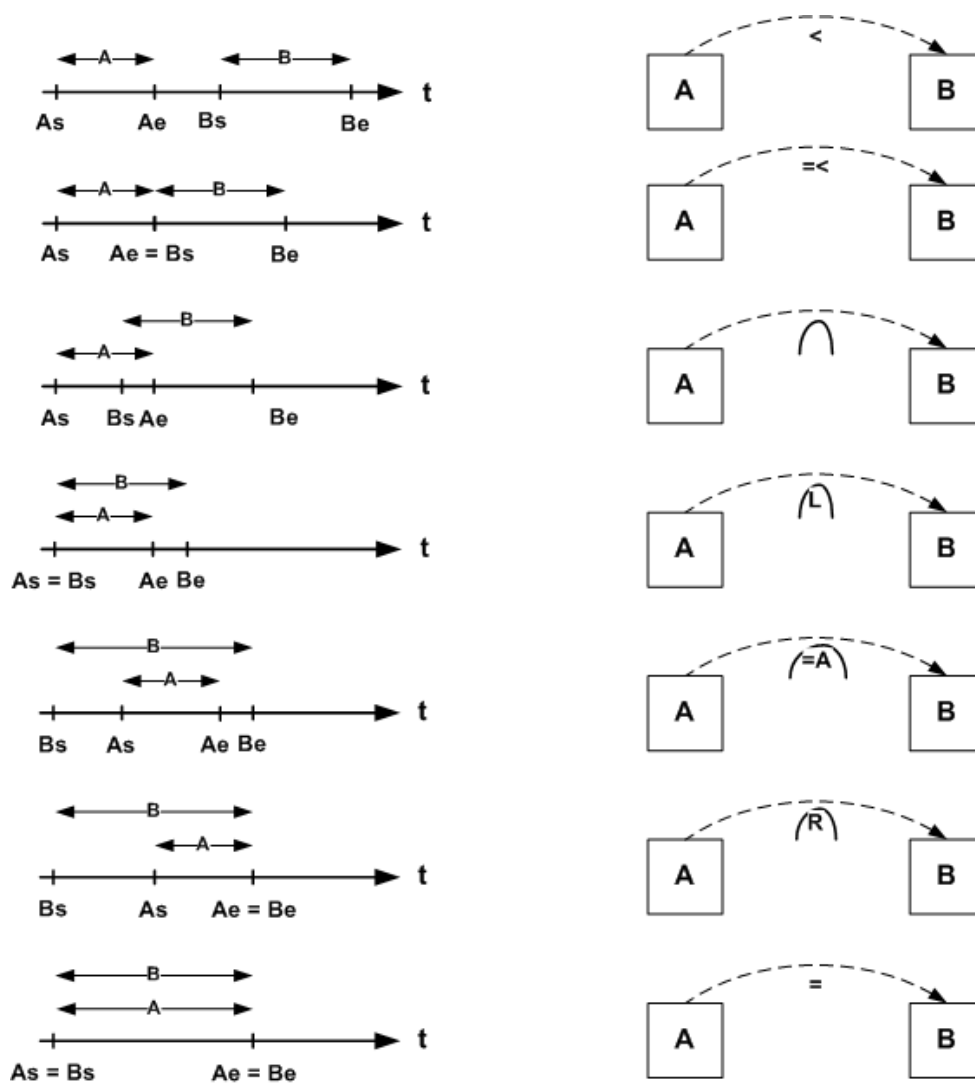 A B <
t A B
As Ae Bs Be
A B =<
t A B
As Ae = Bs Be
B
A ∩
t A B
As Bs Ae Be
B L
A
t A B
As = Bs Ae Be
B =A
A
t A B
Bs As Ae Be
B R
A
t A B
Bs As Ae = Be
B =
A
t A B
As = Bs Ae = Be